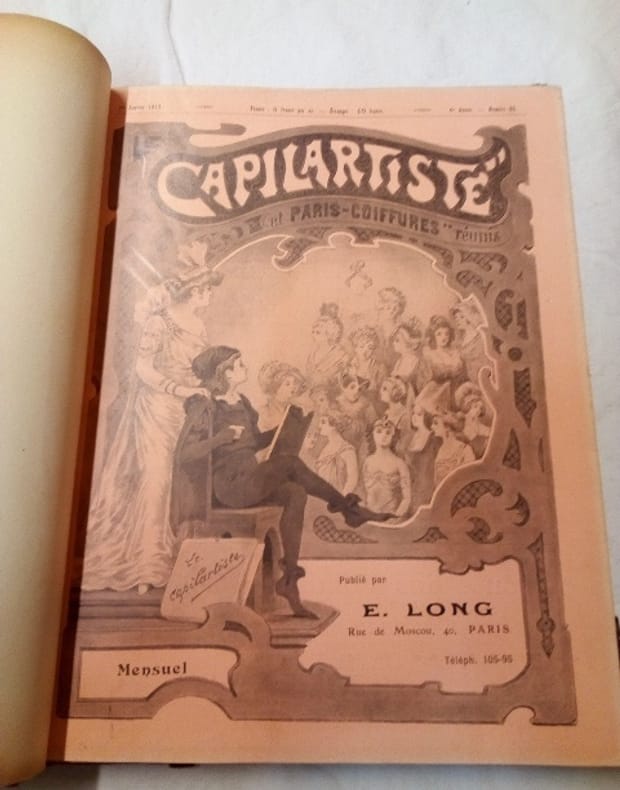 CAPILARTISTE"
et PARIS-COIFFURES" réunis
Le
Capilartiste
Publié par
E. LONG
Rue de Moscou, 40, PARIS
Téléph. 105-95
Mensuel